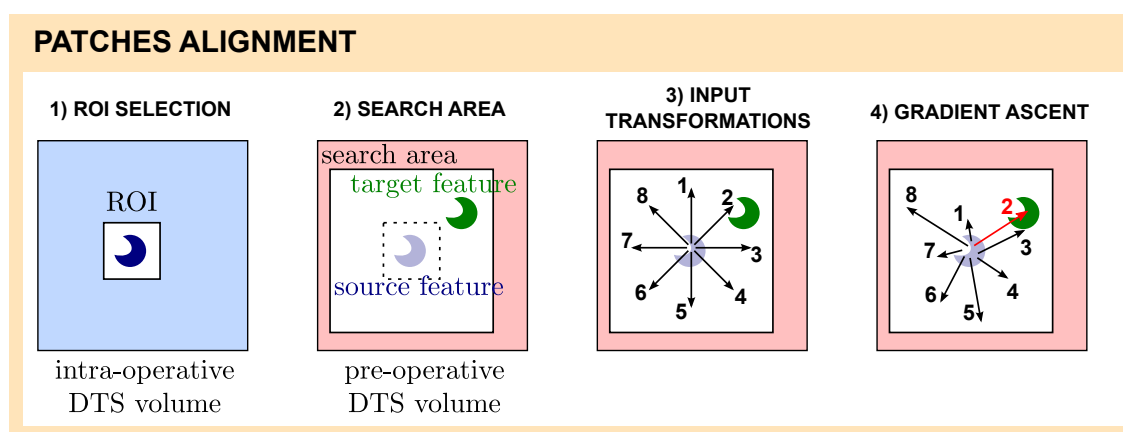 PATCHES ALIGNMENT
1) ROI SELECTION
ROI
intra-operative
DTS volume
2) SEARCH AREA
search area
target feature
source feature
pre-operative
DTS volume
3) INPUT
TRANSFORMATIONS
1
2
3
4
5
6
7
8
4) GRADIENT ASCENT
1
2
3
4
5
6
7
8